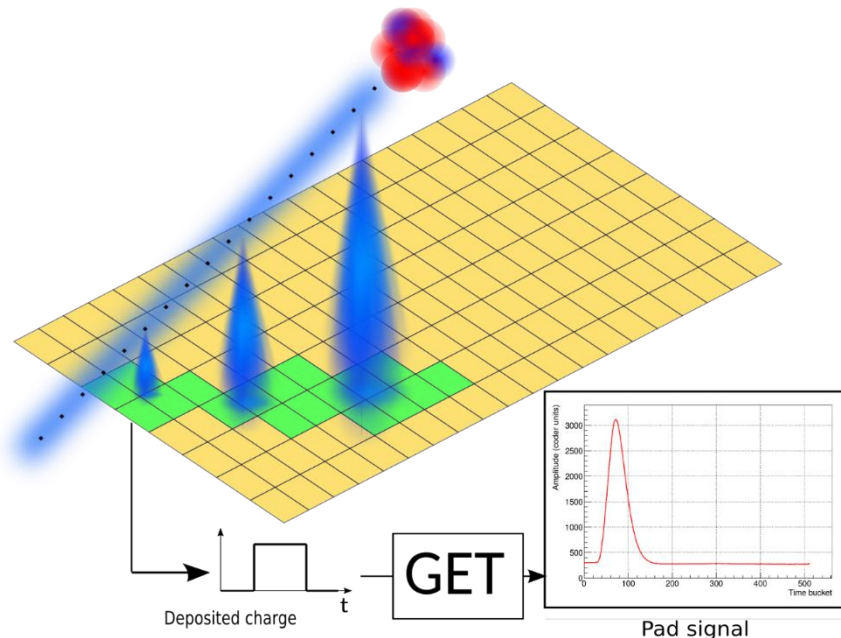 Amplitude (coder units)
3000
2500
2000
1500
1000
500
0
0 100 200 300 400 500
Time bucket
GET
t
Deposited charge
Pad signal